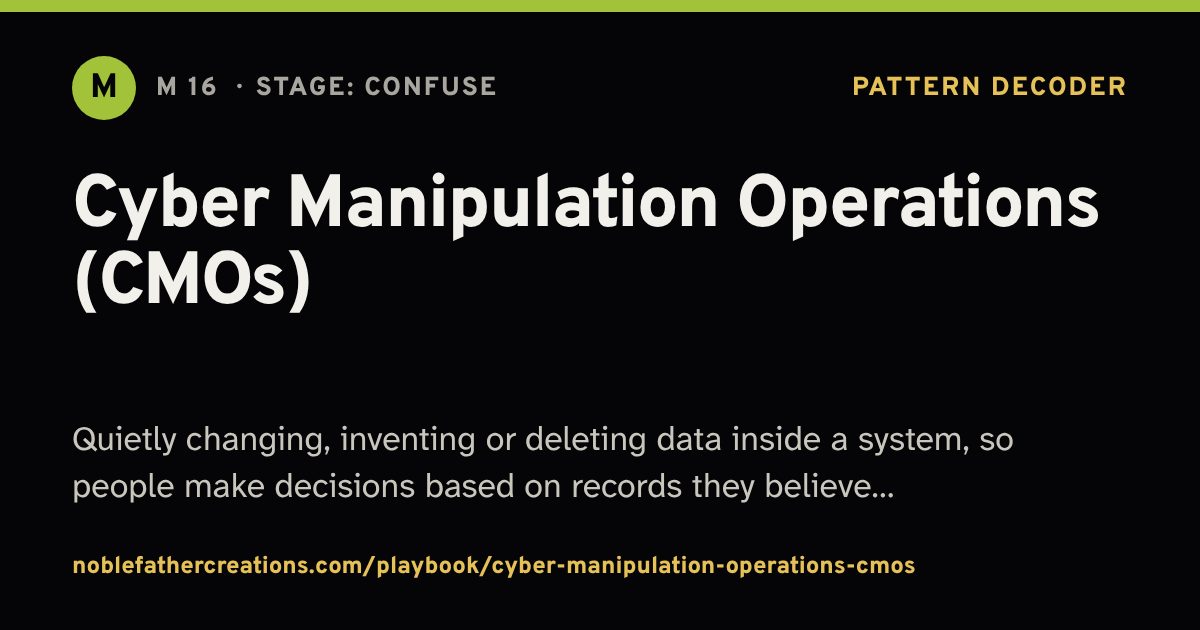 M
M 16 · STAGE: CONFUSE
PATTERN DECODER
Cyber Manipulation Operations
(CMOs)
Quietly changing, inventing or deleting data inside a system, so
people make decisions based on records they believe...
noblefathercreations.com/playbook/cyber-manipulation-operations-cmos